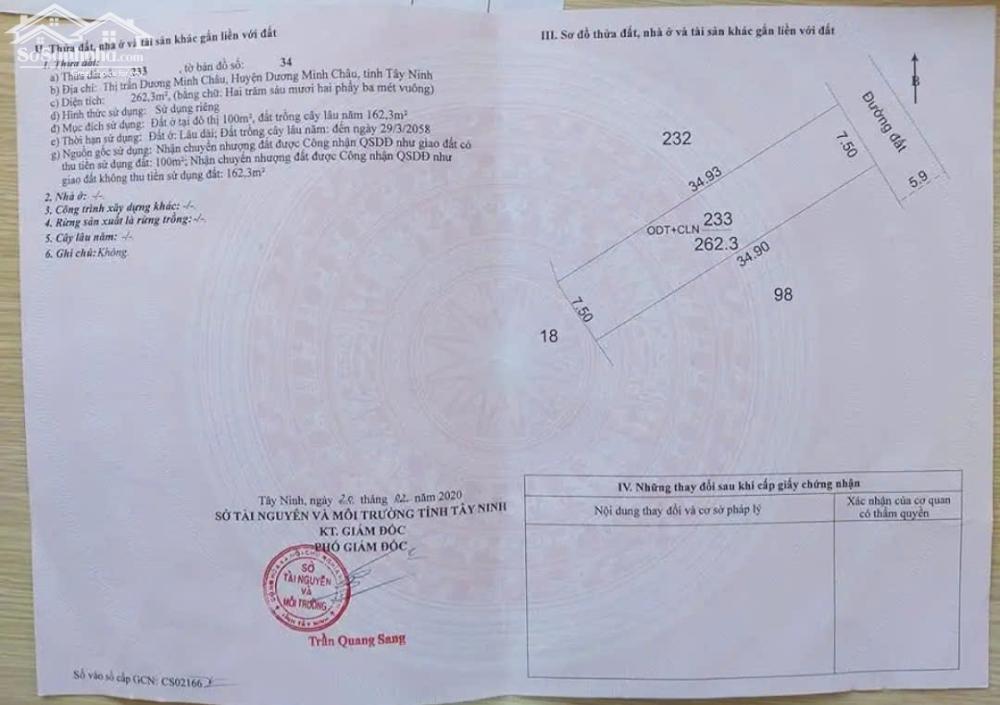 II. Thửa đất, nhà ở và tài sản khác gắn liền với đất
1. Thửa đất:
a) Thửa đất số: 233 , tờ bản đồ số: 34
b) Địa chỉ: Thị trấn Dương Minh Châu, Huyện Dương Minh Châu, tỉnh Tây Ninh
c) Diện tích: 262,3m², (bằng chữ: Hai trăm sáu mươi hai phẩy ba mét vuông)
d) Hình thức sử dụng: Sử dụng riêng
đ) Mục đích sử dụng: Đất ở tại đô thị 100m², đất trồng cây lâu năm 162,3m²
e) Thời hạn sử dụng: Đất ở: Lâu dài; Đất trồng cây lâu năm: đến ngày 29/3/2058
g) Nguồn gốc sử dụng: Nhận chuyển nhượng đất được Công nhận QSDĐ như giao đất có
thu tiền sử dụng đất: 100m²; Nhận chuyển nhượng đất được Công nhận QSDĐ như
giao đất không thu tiền sử dụng đất: 162,3m²
2. Nhà ở: -/-
3. Công trình xây dựng khác: -/-
4. Rừng sản xuất là rừng trồng: -/-
5. Cây lâu năm: -/-
6. Ghi chú: Không.
Tây Ninh, ngày 20 tháng 02 năm 2020
SỞ TÀI NGUYÊN VÀ MÔI TRƯỜNG TỈNH TÂY NINH
KT. GIÁM ĐỐC
PHÓ GIÁM ĐỐC
SỞ
TÀI NGUYÊN
VÀ
MÔI TRƯỜNG
TỈNH TÂY NINH
Trần Quang Sang
Số vào sổ cấp GCN: CS02166
III. Sơ đồ thửa đất, nhà ở và tài sản khác gắn liền với đất
B
Đường đất
232
7.50
5.9
34.93
ODT+CLN 233
262.3
34.90
98
7.50
18
IV. Những thay đổi sau khi cấp giấy chứng nhận
Nội dung thay đổi và cơ sở pháp lý
Xác nhận của cơ quan
có thẩm quyền